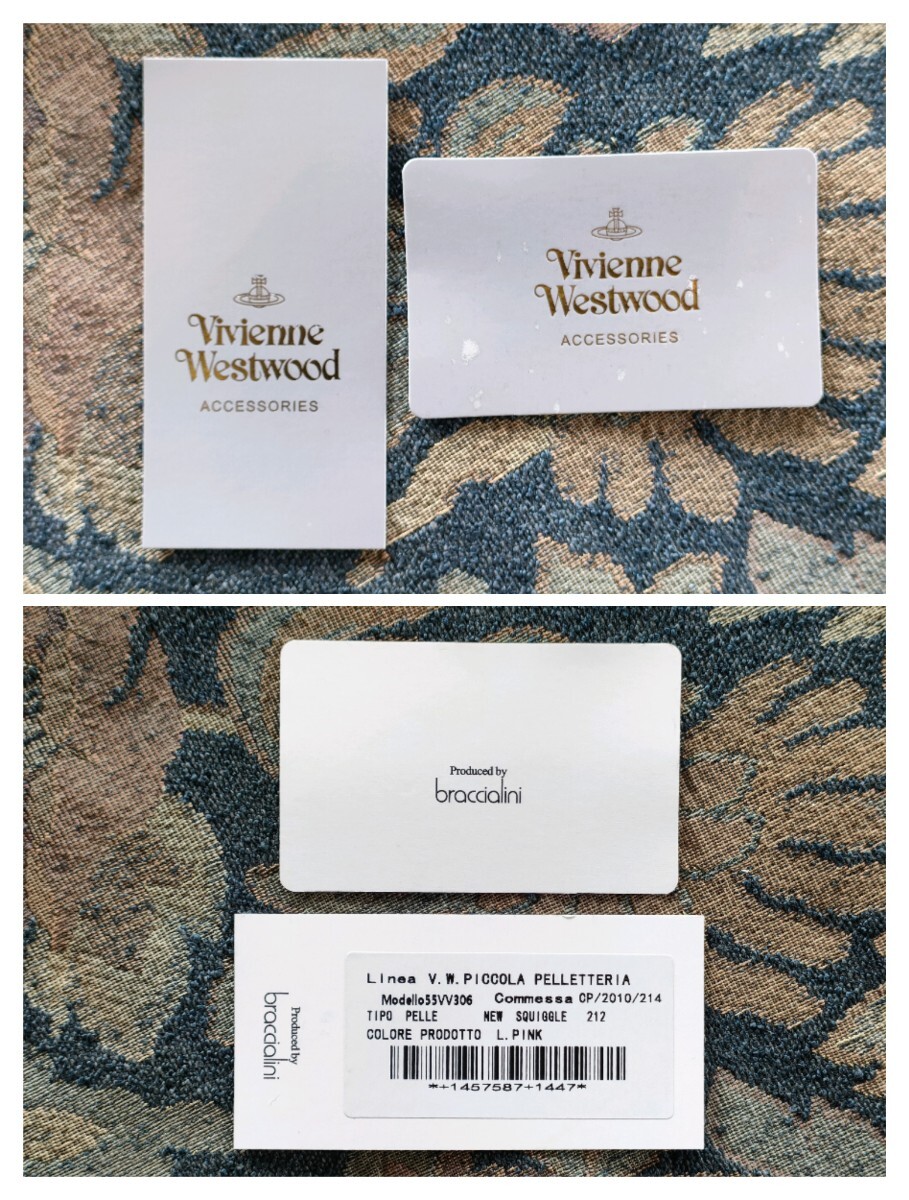 Vivienne
Westwood
ACCESSORIES
Vivienne
Westwood
ACCESSORIES
Produced by
braccialini
Produced by
braccialini
Linea V.W.PICCOLA PELLETTERIA
Modello55VV306 Commessa CP/2010/214
TIPO PELLE NEW SQUIGGLE 212
COLORE PRODOTTO L.PINK
*+1457587+1447*